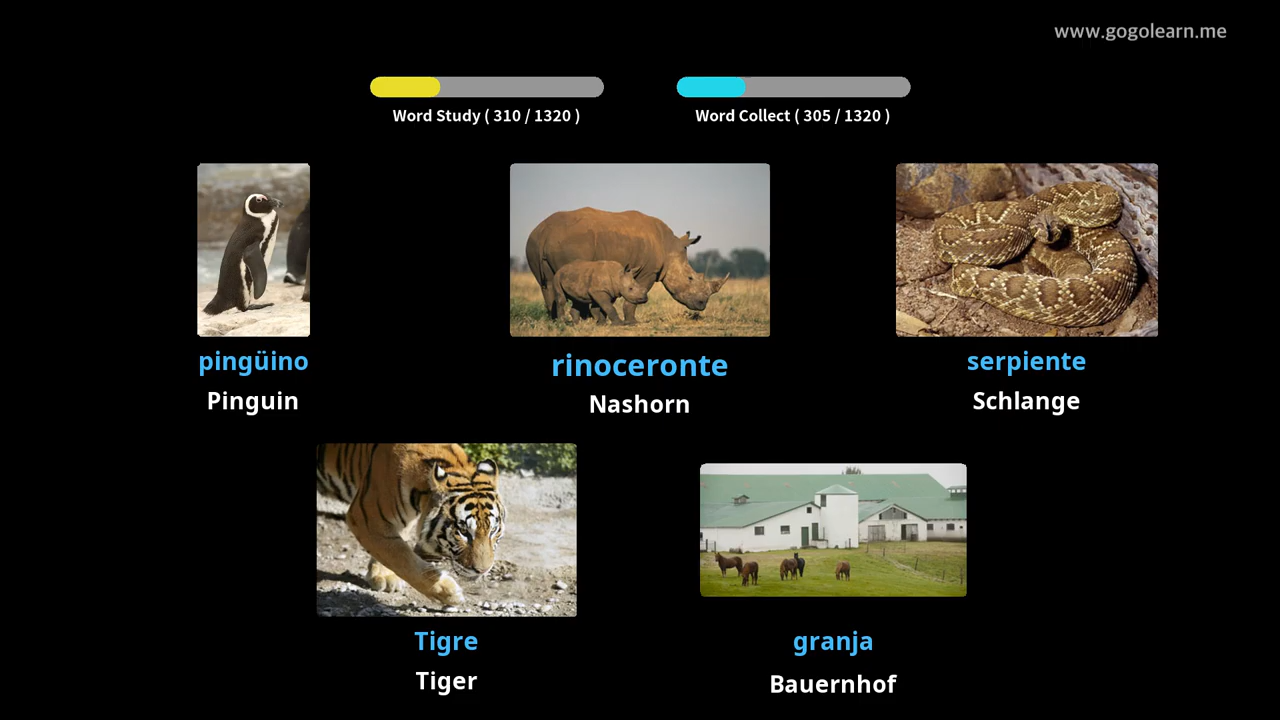 www.gogolearn.me
Word Study ( 310 / 1320 )
Word Collect ( 305 / 1320 )
pingüino
Pinguin
rinoceronte
Nashorn
serpiente
Schlange
Tigre
Tiger
granja
Bauernhof